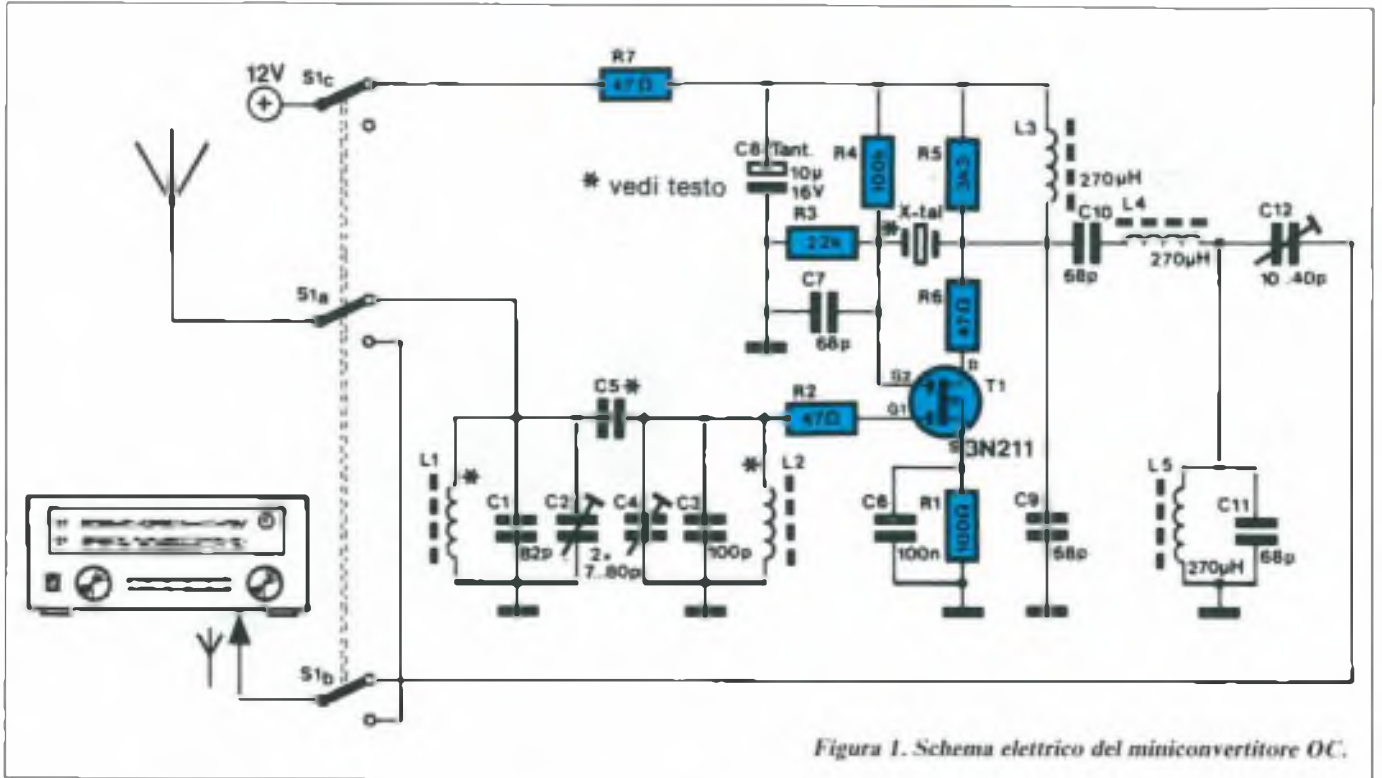 R7
47Ω
12V
S1c
C8 Tant.
10µ
16V
R4
100k
R5
3k3
L3
270µH
* vedi testo
R3
22k
*
X-tal
C10
68p
L4
270µH
C12
10..40p
S1a
C7
68p
R6
47Ω
G2
D
T1
C5*
R2
47Ω
G1
S
3N211
L1
*
C1
82p
C2
2x
7...80p
C4
C3
100p
*
L2
C6
100n
R1
100Ω
C9
68p
L5
270µH
C11
68p
S1b
Figura 1. Schema elettrico del miniconvertitore OC.